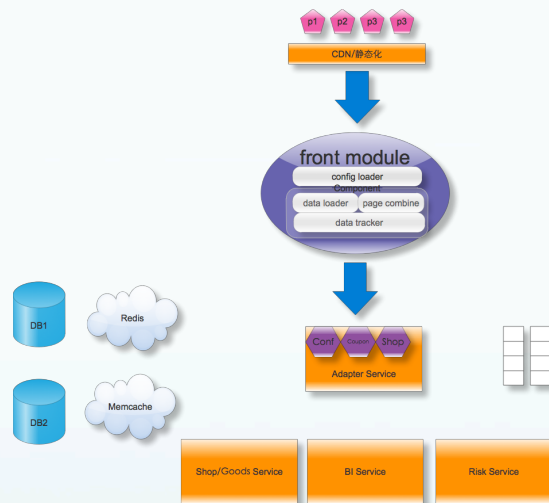 p1 p2 p3 p3
CDN/静态化
front module
config loader
Component
data loader page combine
data tracker
DB1
Redis
Conf Coupon Shop
Adapter Service
DB2
Memcache
Shop/Goods Service BI Service Risk Service